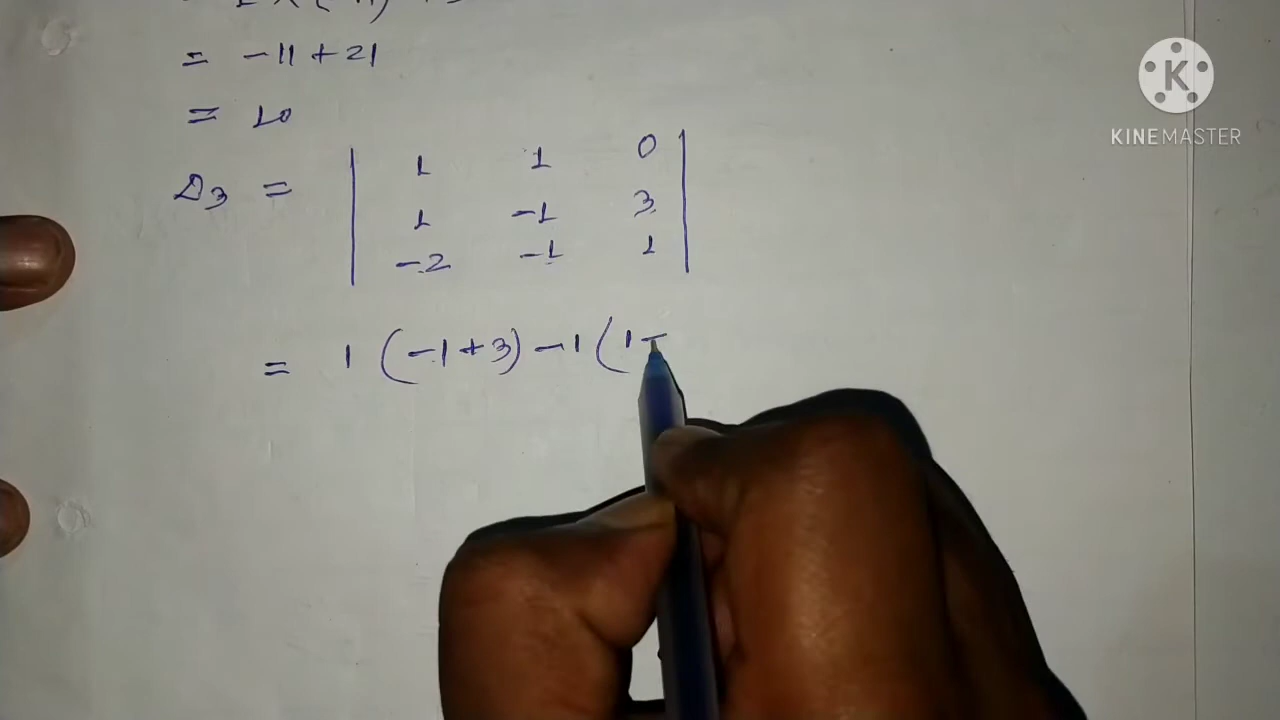 = -11 + 21
= 10
K
KINEMASTER
D3 = | 1 1 0 |
| 1 -1 3 |
| -2 -1 1 |
= 1 (-1+3) -1 (1-